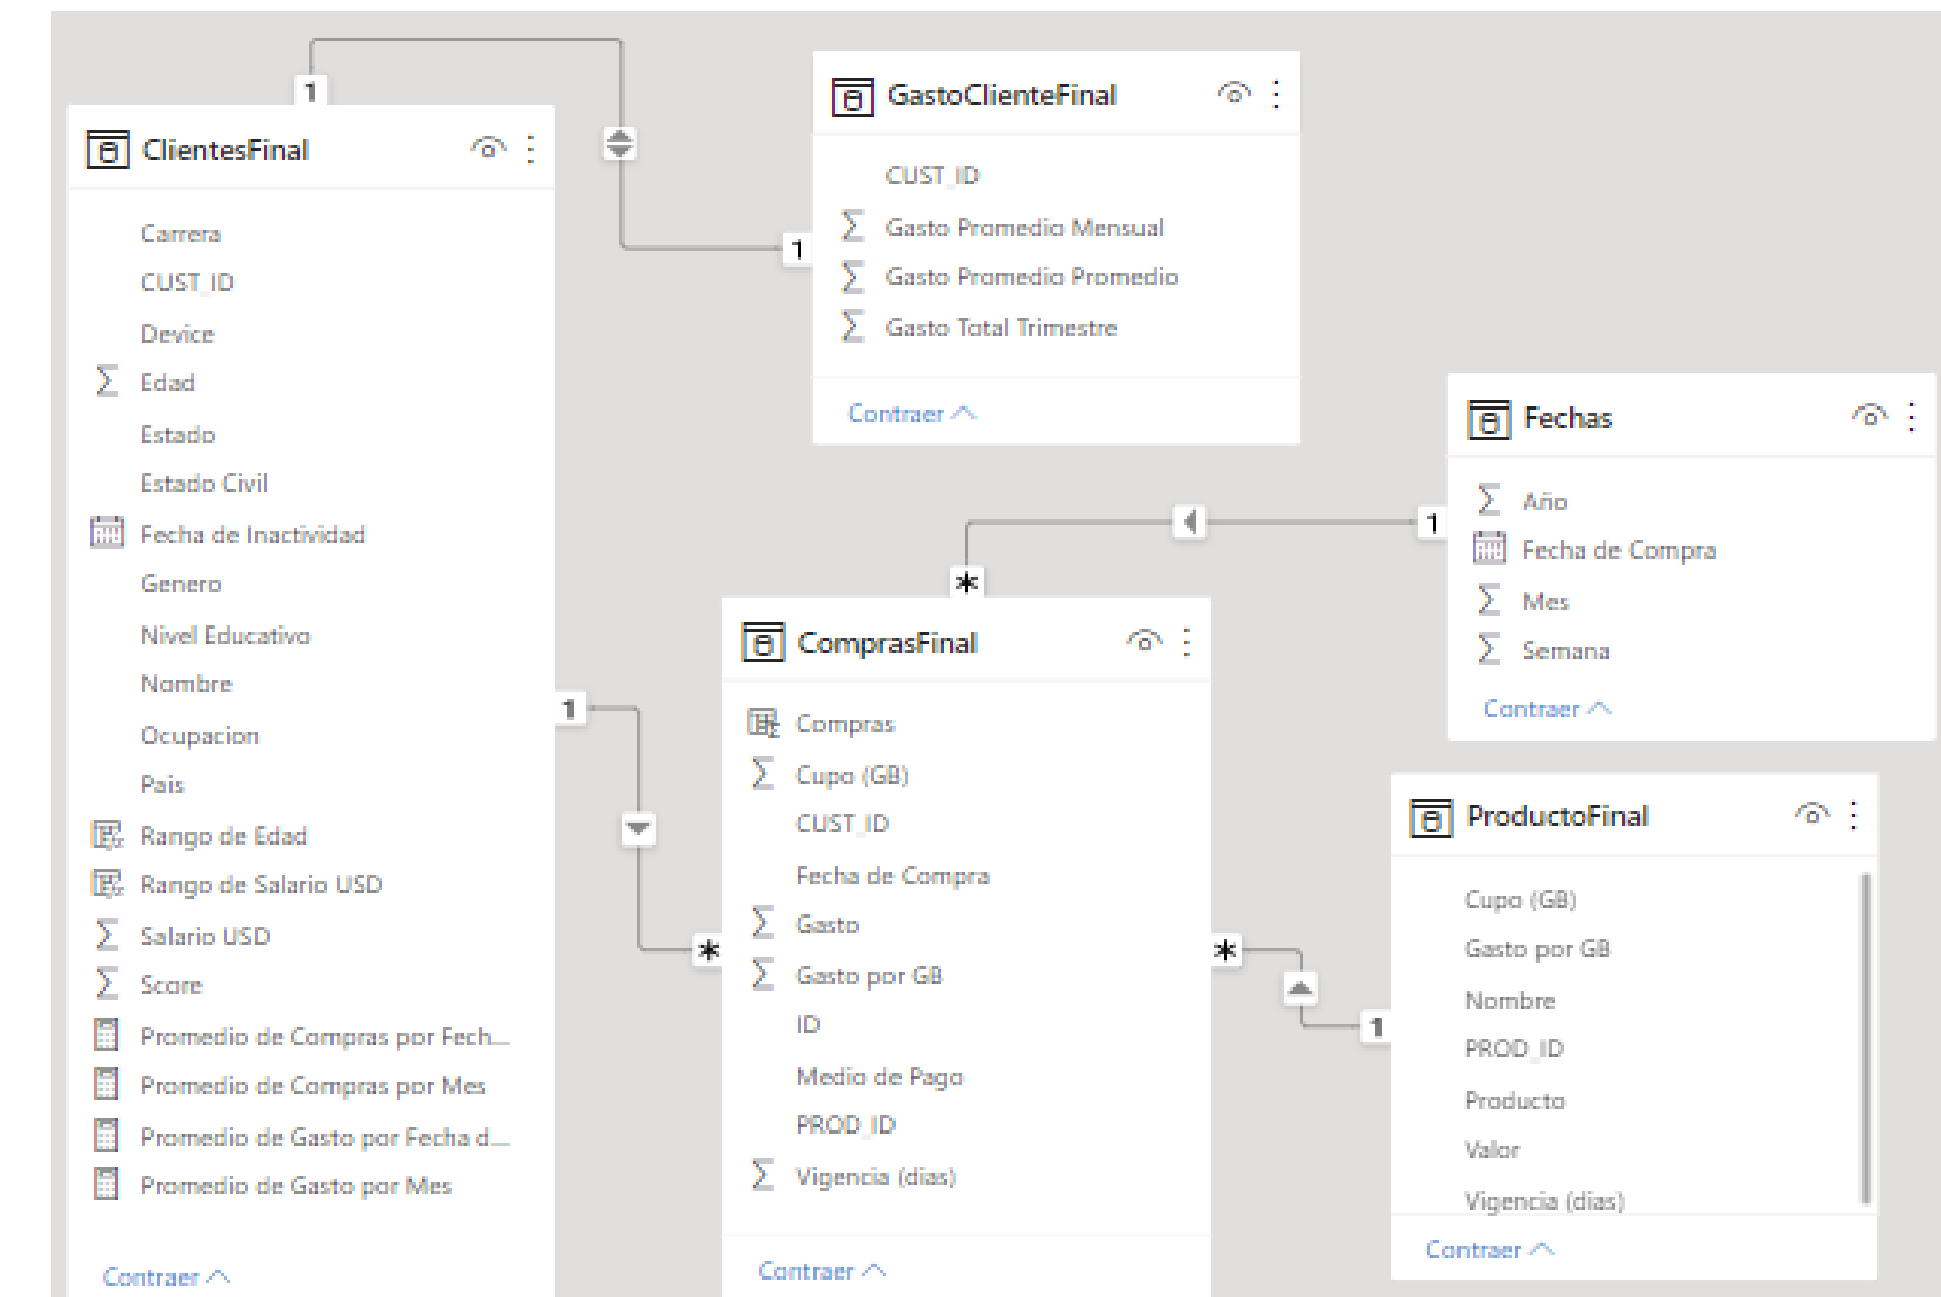 1
ClientesFinal
Carrera
CUST_ID
Device
Edad
Estado
Estado Civil
Fecha de Inactividad
Genero
Nivel Educativo
Nombre
Ocupacion
Pais
Rango de Edad
Rango de Salario USD
Salario USD
Score
Promedio de Compras por Fech...
Promedio de Compras por Mes
Promedio de Gasto por Fecha d...
Promedio de Gasto por Mes
Contraer
1
GastoClienteFinal
CUST_ID
Gasto Promedio Mensual
Gasto Promedio Promedio
Gasto Total Trimestre
Contraer
1
*
1
*
ComprasFinal
Compras
Cupo (GB)
CUST_ID
Fecha de Compra
Gasto
Gasto por GB
ID
Medio de Pago
PROD_ID
Vigencia (dias)
Contraer
1
Fechas
Año
Fecha de Compra
Mes
Semana
Contraer
*
1
ProductoFinal
Cupo (GB)
Gasto por GB
Nombre
PROD_ID
Producto
Valor
Vigencia (dias)
Contraer